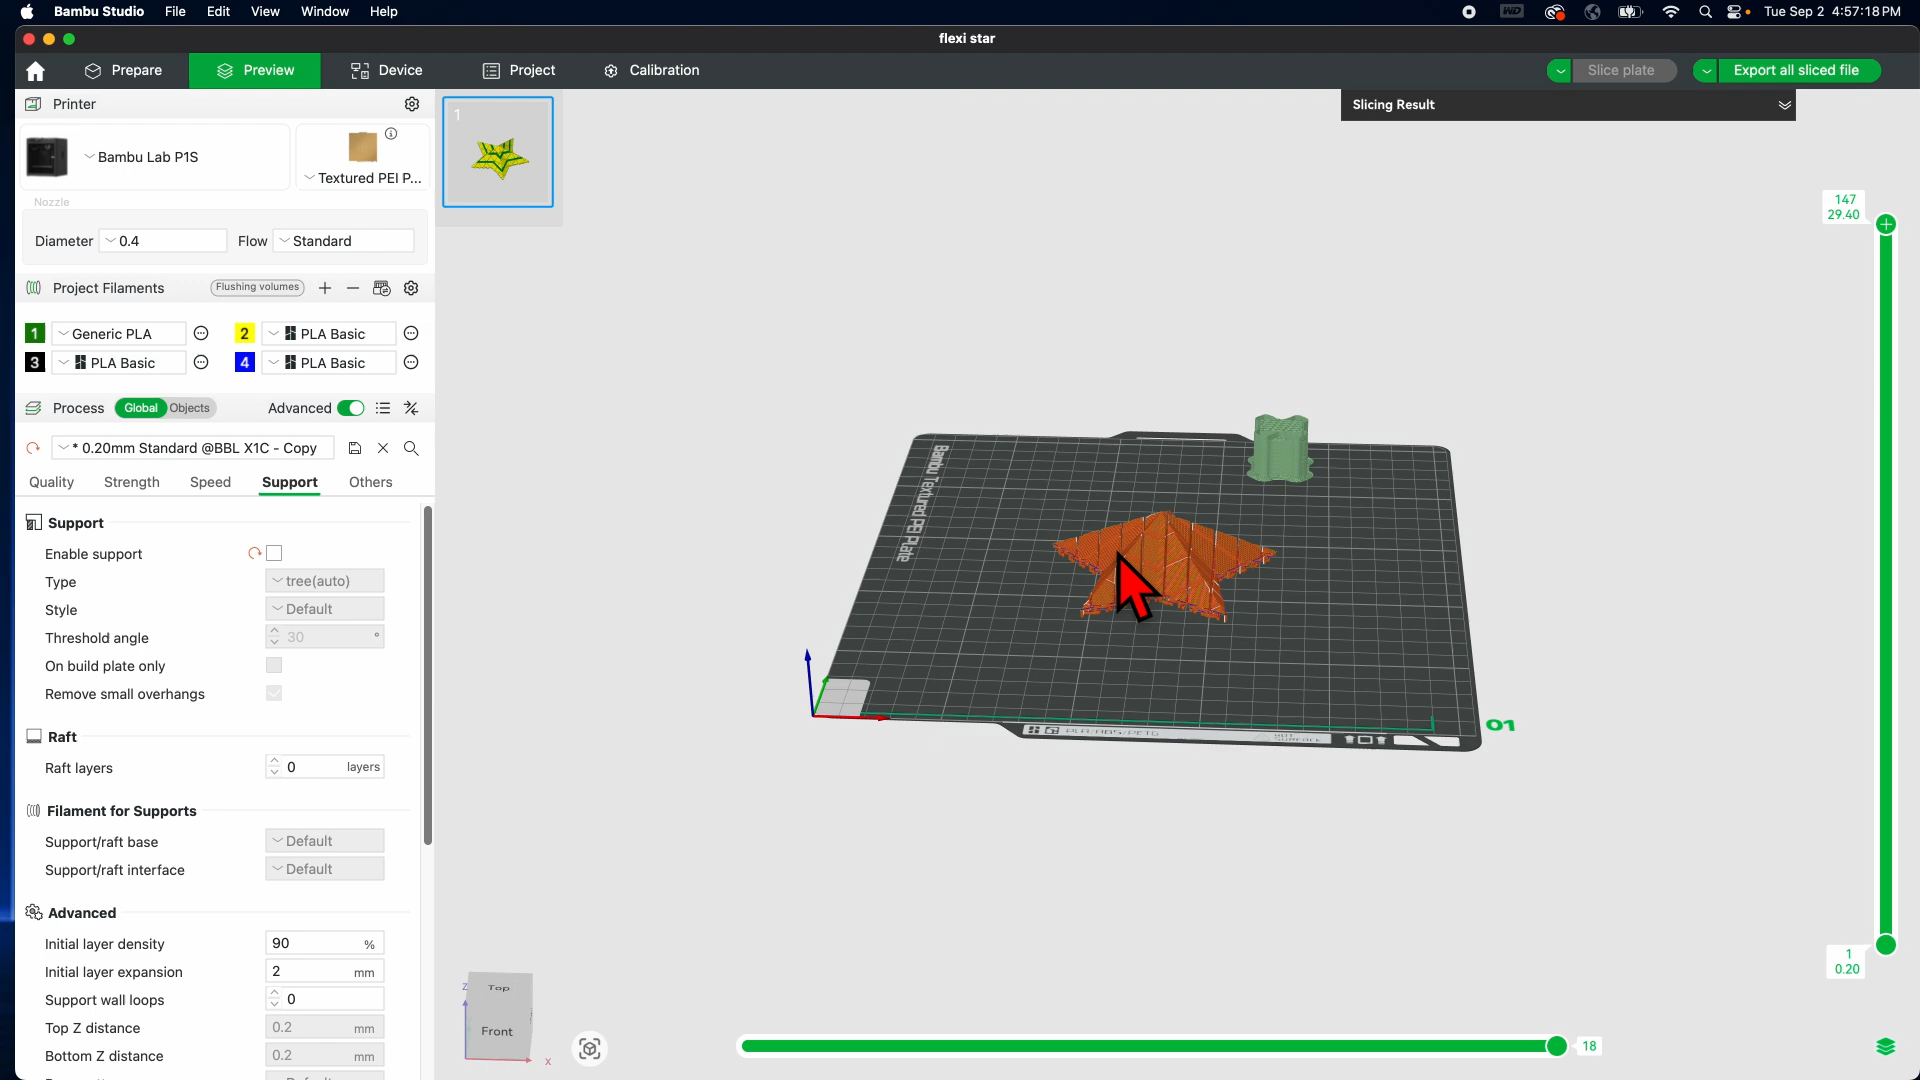 Bambu Studio File Edit View Window Help
WD Tue Sep 2 4:57:18 PM
flexi star
Prepare Preview Device Project Calibration Slice plate Export all sliced file
Printer
Slicing Result
1
Bambu Lab P1S
Textured PEI P...
Nozzle
Diameter 0.4 Flow Standard
Project Filaments Flushing volumes
1 Generic PLA 2 PLA Basic
3 PLA Basic 4 PLA Basic
Process Global Objects Advanced
* 0.20mm Standard @BBL X1C - Copy
Quality Strength Speed Support Others
Support
Enable support
Type tree(auto)
Style Default
Threshold angle 30 °
On build plate only
Remove small overhangs
Raft
Raft layers 0 layers
Filament for Supports
Support/raft base Default
Support/raft interface Default
Advanced
Initial layer density 90 %
Initial layer expansion 2 mm
Support wall loops 0
Top Z distance 0.2 mm
Bottom Z distance 0.2 mm
147
29.40
Bambu Textured PEI Plate
01
PLA/ABS/PETG
HOT SURFACE
1
0.20
z Top
Front
x
18